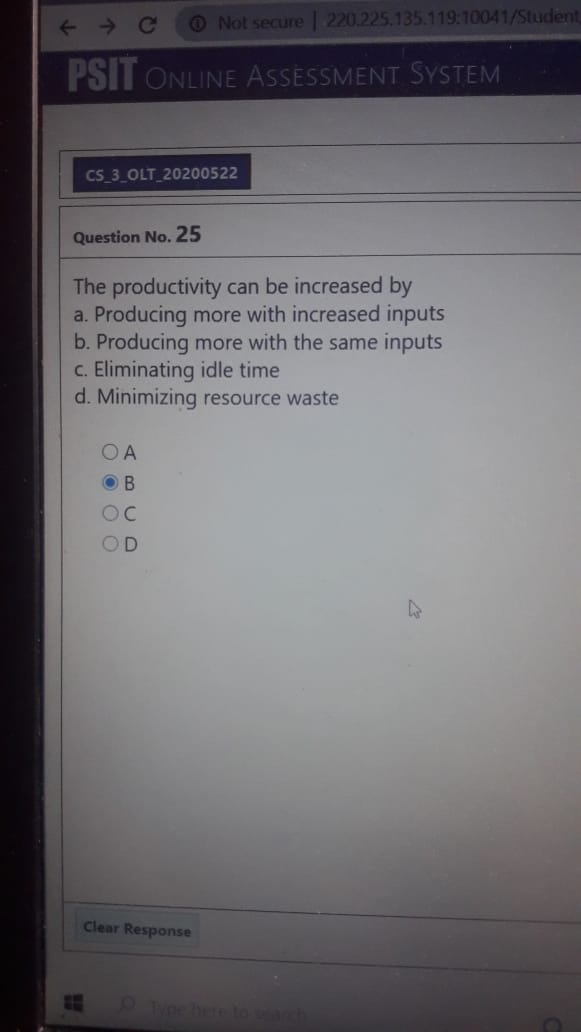 Not secure | 220.225.135.119:10041/Student
PSIT ONLINE ASSESSMENT SYSTEM
CS_3_OLT_20200522
Question No. 25
The productivity can be increased by
a. Producing more with increased inputs
b. Producing more with the same inputs
c. Eliminating idle time
d. Minimizing resource waste
A
B
C
D
Clear Response
Type here to search